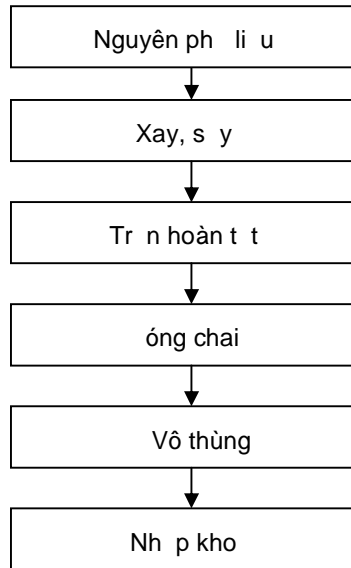 Nguyên ph li u
Xay, s y
Tr n hoàn t t
óng chai
Vô thùng
Nh p kho